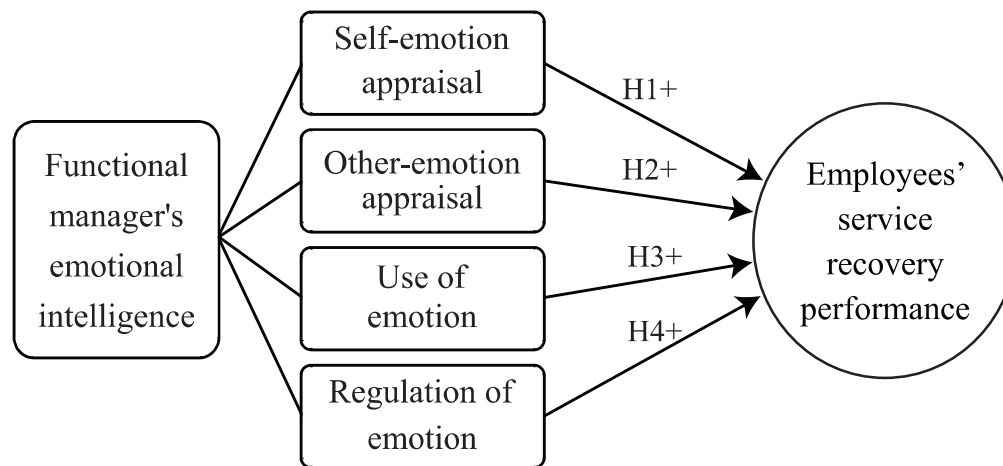 Functional
manager's
emotional
intelligence
Self-emotion
appraisal
Other-emotion
appraisal
Use of
emotion
Regulation of
emotion
H1+
H2+
H3+
H4+
Employees’
service
recovery
performance